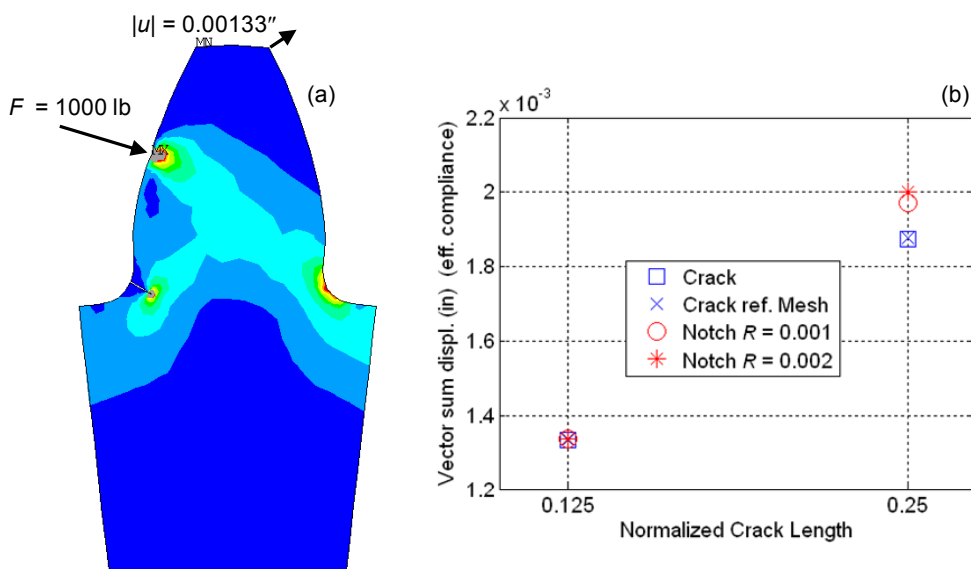 |u| = 0.00133″
MN
(a)
F = 1000 lb
MX
(b)
x 10⁻³
2.2
2
1.8
1.6
1.4
1.2
Vector sum displ. (in) (eff. compliance)
Crack
Crack ref. Mesh
Notch R = 0.001
Notch R = 0.002
0.125
0.25
Normalized Crack Length